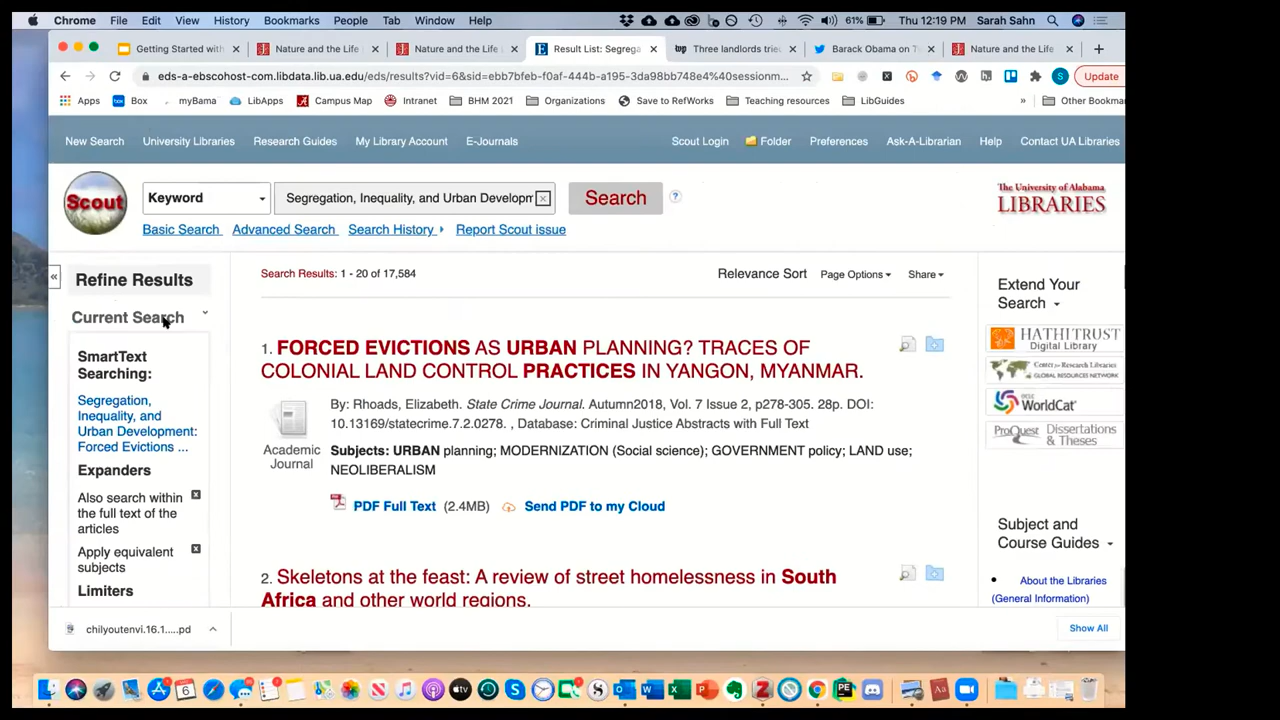 Chrome File Edit View History Bookmarks People Tab Window Help 61% Thu 12:19 PM Sarah Sahn
Getting Started with Nature and the Life Nature and the Life Result List: Segrega Three landlords tried Barack Obama on T Nature and the Life
eds-a-ebscohost-com.libdata.lib.ua.edu/eds/results?vid=6&sid=ebb7bfeb-f0af-444b-a195-3da98bb748e4%40sessionm... Update
Apps Box myBama LibApps Campus Map Intranet BHM 2021 Organizations Save to RefWorks Teaching resources LibGuides » Other Bookmar
New Search University Libraries Research Guides My Library Account E-Journals Scout Login Folder Preferences Ask-A-Librarian Help Contact UA Libraries
Scout Keyword Segregation, Inequality, and Urban Developm Search ?
The University of Alabama
LIBRARIES
Basic Search Advanced Search Search History Report Scout issue
«
Refine Results
Current Search
SmartText
Searching:
Segregation,
Inequality, and
Urban Development:
Forced Evictions ...
Expanders
Also search within
the full text of the
articles
Apply equivalent
subjects
Limiters
Search Results: 1 - 20 of 17,584 Relevance Sort Page Options Share
1. FORCED EVICTIONS AS URBAN PLANNING? TRACES OF
COLONIAL LAND CONTROL PRACTICES IN YANGON, MYANMAR.
Academic
Journal
By: Rhoads, Elizabeth. State Crime Journal. Autumn2018, Vol. 7 Issue 2, p278-305. 28p. DOI:
10.13169/statecrime.7.2.0278. , Database: Criminal Justice Abstracts with Full Text
Subjects: URBAN planning; MODERNIZATION (Social science); GOVERNMENT policy; LAND use;
NEOLIBERALISM
PDF Full Text (2.4MB) Send PDF to my Cloud
2. Skeletons at the feast: A review of street homelessness in South
Africa and other world regions.
Extend Your
Search
HATHITRUST
Digital Library
Center for Research Libraries
GLOBAL RESOURCES NETWORK
WorldCat
ProQuest Dissertations
& Theses
Subject and
Course Guides
About the Libraries
(General Information)
chilyoutenvi.16.1.....pd Show All